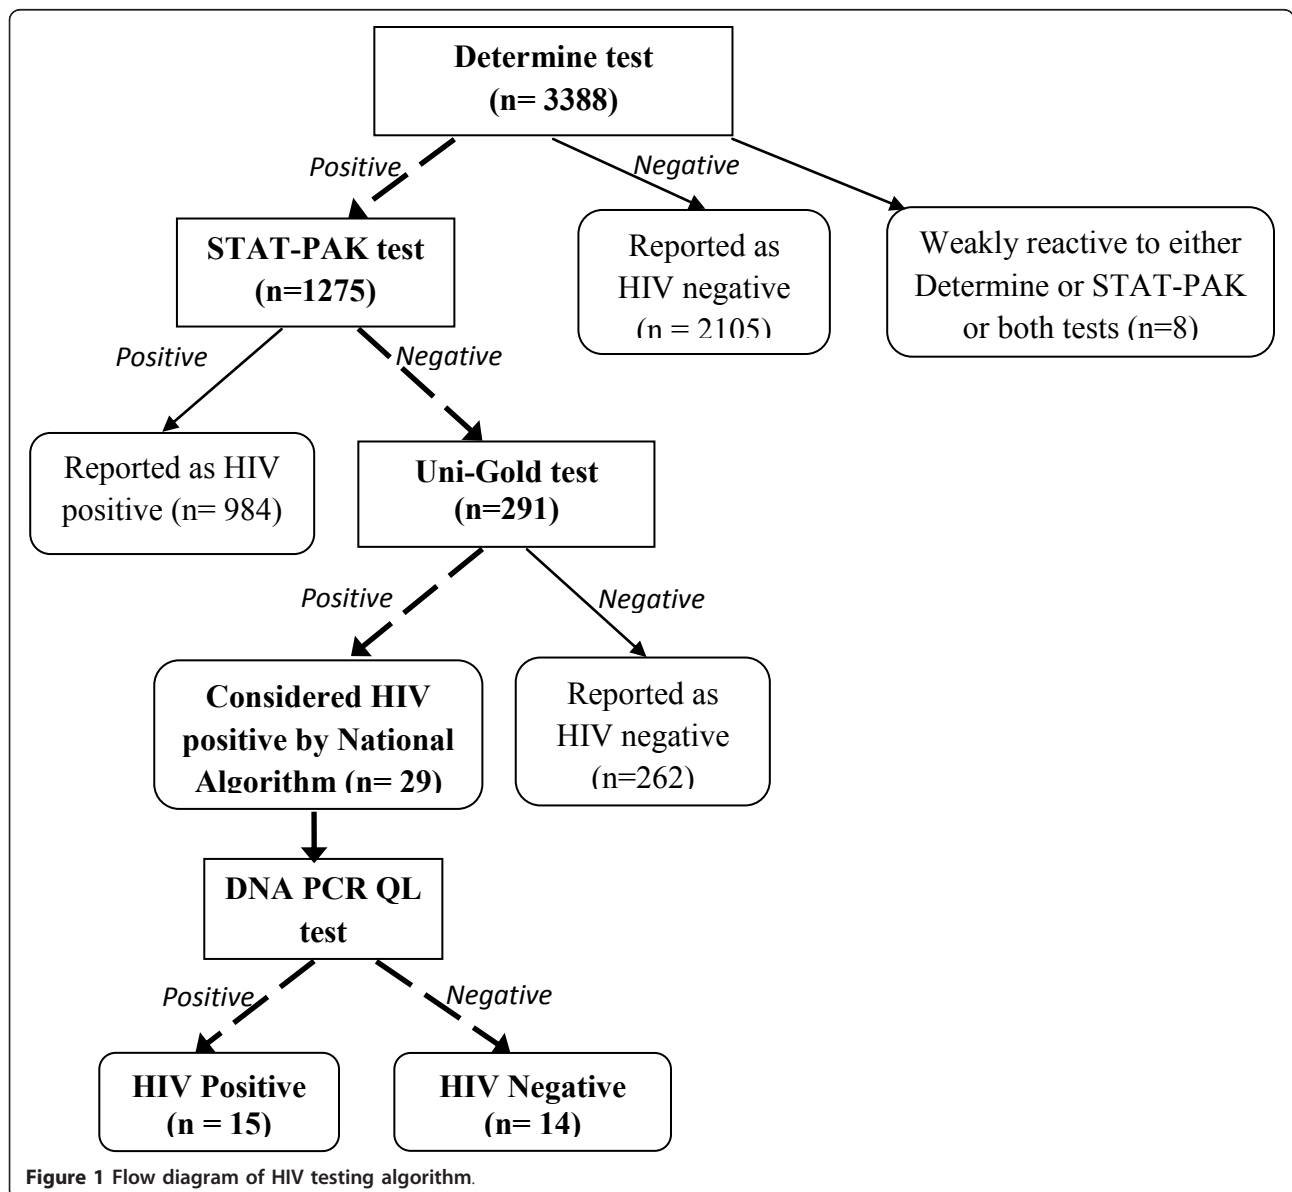 Determine test
(n= 3388)
Positive
Negative
STAT-PAK test
(n=1275)
Reported as
HIV negative
(n = 2105)
Weakly reactive to either
Determine or STAT-PAK
or both tests (n=8)
Positive
Negative
Reported as HIV
positive (n= 984)
Uni-Gold test
(n=291)
Positive
Negative
Considered HIV
positive by National
Algorithm (n= 29)
Reported as
HIV negative
(n=262)
DNA PCR QL
test
Positive
Negative
HIV Positive
(n = 15)
HIV Negative
(n= 14)
Figure 1 Flow diagram of HIV testing algorithm.